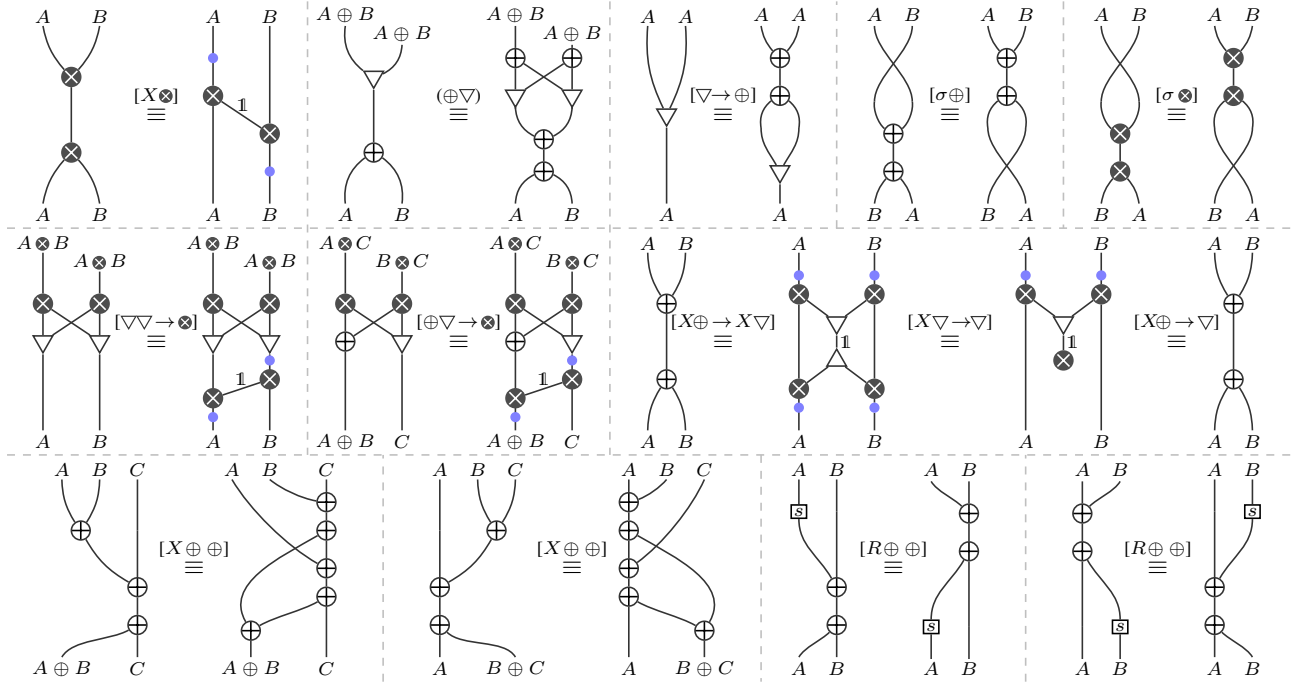 A B A B A ⊕ B A ⊕ B A A A A A B A B A B A B
A ⊕ B A ⊕ B
[X⊗] 𝟙 (⊕▽) [▽→⊕] [σ⊕] [σ⊗]
≡ ≡ ≡ ≡ ≡
A B A B A B A B A A B A B A B A B A
A⊗B A⊗B A⊗C A⊗C A B A B A B A B
A⊗B A⊗B B⊗C B⊗C
[▽▽→⊗] [⊕▽→⊗] [X⊕→X▽] [X▽→▽] [X⊕→▽]
≡ ≡ ≡ 𝟙 ≡ 𝟙 ≡
𝟙 𝟙
A B A B A ⊕ B C A ⊕ B C A B A B A B A B
A B C A B C A B C A B C A B A B A B A B
s s
[X⊕⊕] [X⊕⊕] [R⊕⊕] [R⊕⊕]
≡ ≡ ≡ ≡
s s
A ⊕ B C A ⊕ B C A B ⊕ C A B ⊕ C A B A B A B A B